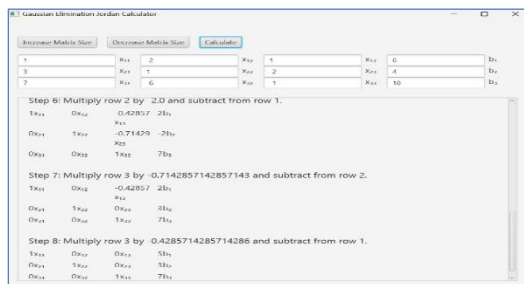 Gaussian Elimination Jordan Calculator
Increase Matrix Size Decrease Matrix Size Calculate
1 x₁₁ 2 x₁₂ 1 x₁₃ 6 b₁
3 x₂₁ 1 x₂₂ 2 x₂₃ 4 b₂
7 x₃₁ 6 x₃₂ 1 x₃₃ 10 b₃
Step 6: Multiply row 2 by 2.0 and subtract from row 1.
1x₁₁ 0x₁₂ -0.42857 2b₁
x₁₃
0x₂₁ 1x₂₂ -0.71429 -2b₂
x₂₃
0x₃₁ 0x₃₂ 1x₃₃ 7b₃
Step 7: Multiply row 3 by -0.7142857142857143 and subtract from row 2.
1x₁₁ 0x₁₂ -0.42857 2b₁
x₁₃
0x₂₁ 1x₂₂ 0x₂₃ 3b₂
0x₃₁ 0x₃₂ 1x₃₃ 7b₃
Step 8: Multiply row 3 by -0.4285714285714286 and subtract from row 1.
1x₁₁ 0x₁₂ 0x₁₃ 5b₁
0x₂₁ 1x₂₂ 0x₂₃ 3b₂
0x₃₁ 0x₃₂ 1x₃₃ 7b₃